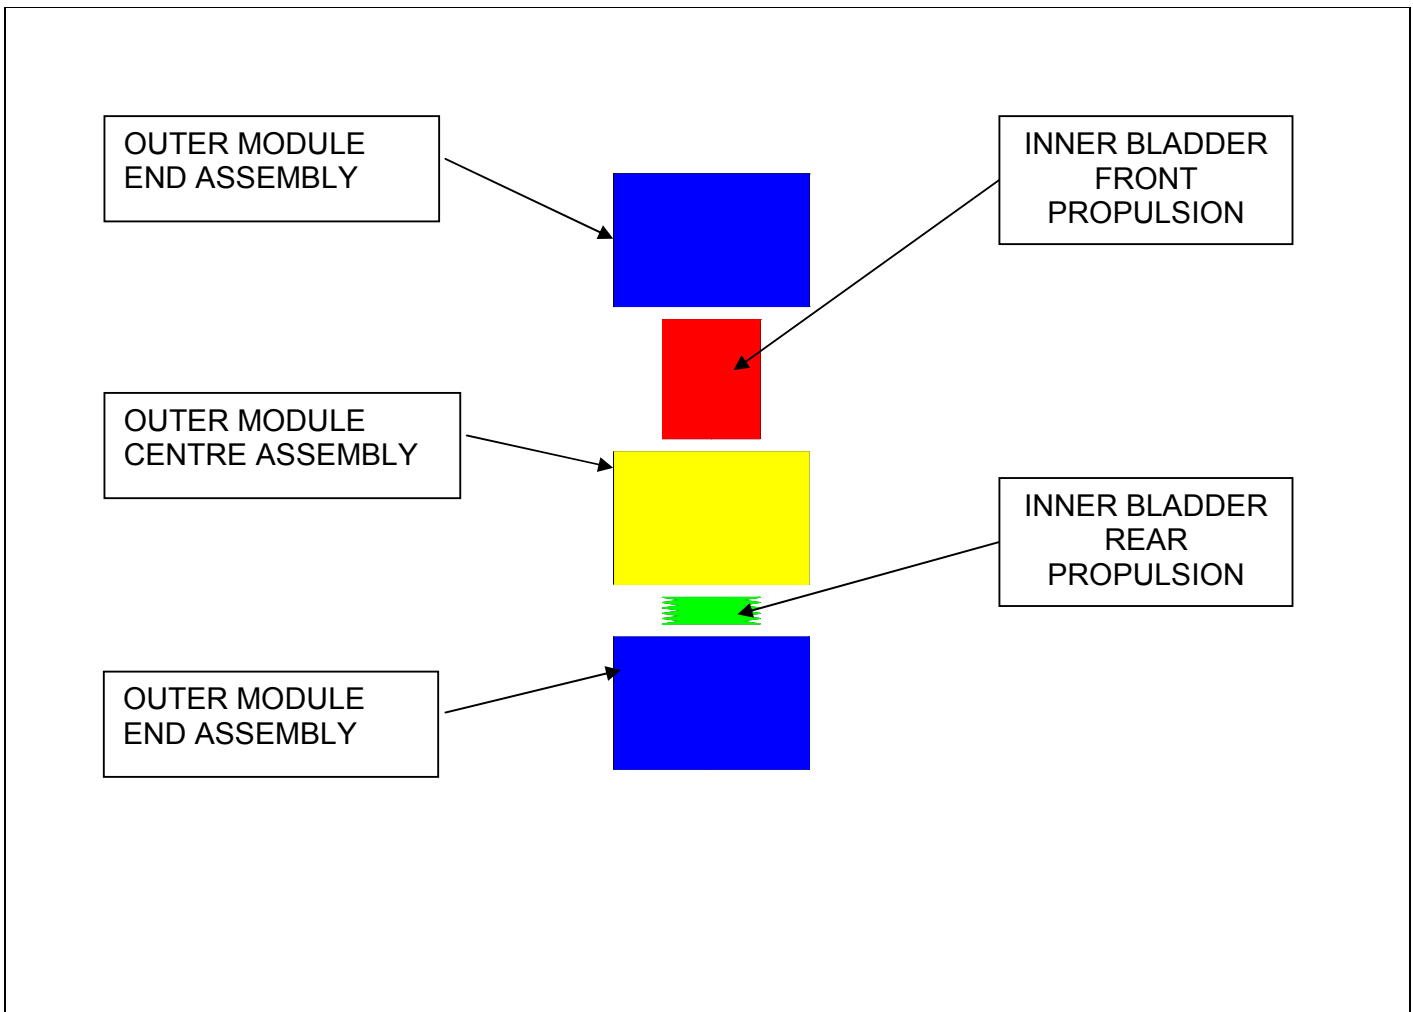 OUTER MODULE
END ASSEMBLY
INNER BLADDER
FRONT
PROPULSION
OUTER MODULE
CENTRE ASSEMBLY
INNER BLADDER
REAR
PROPULSION
OUTER MODULE
END ASSEMBLY